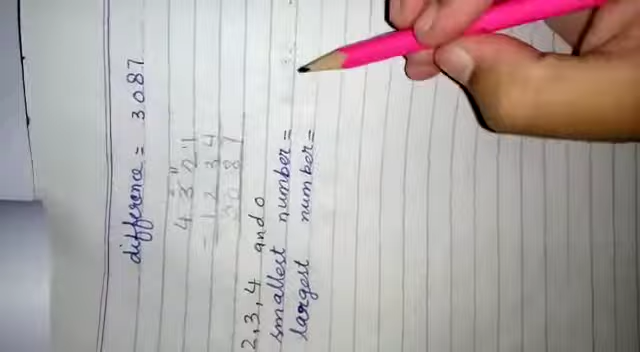 difference = 3087
4321
- 1234
3087
2, 3, 4 and 0
smallest number =
largest number =